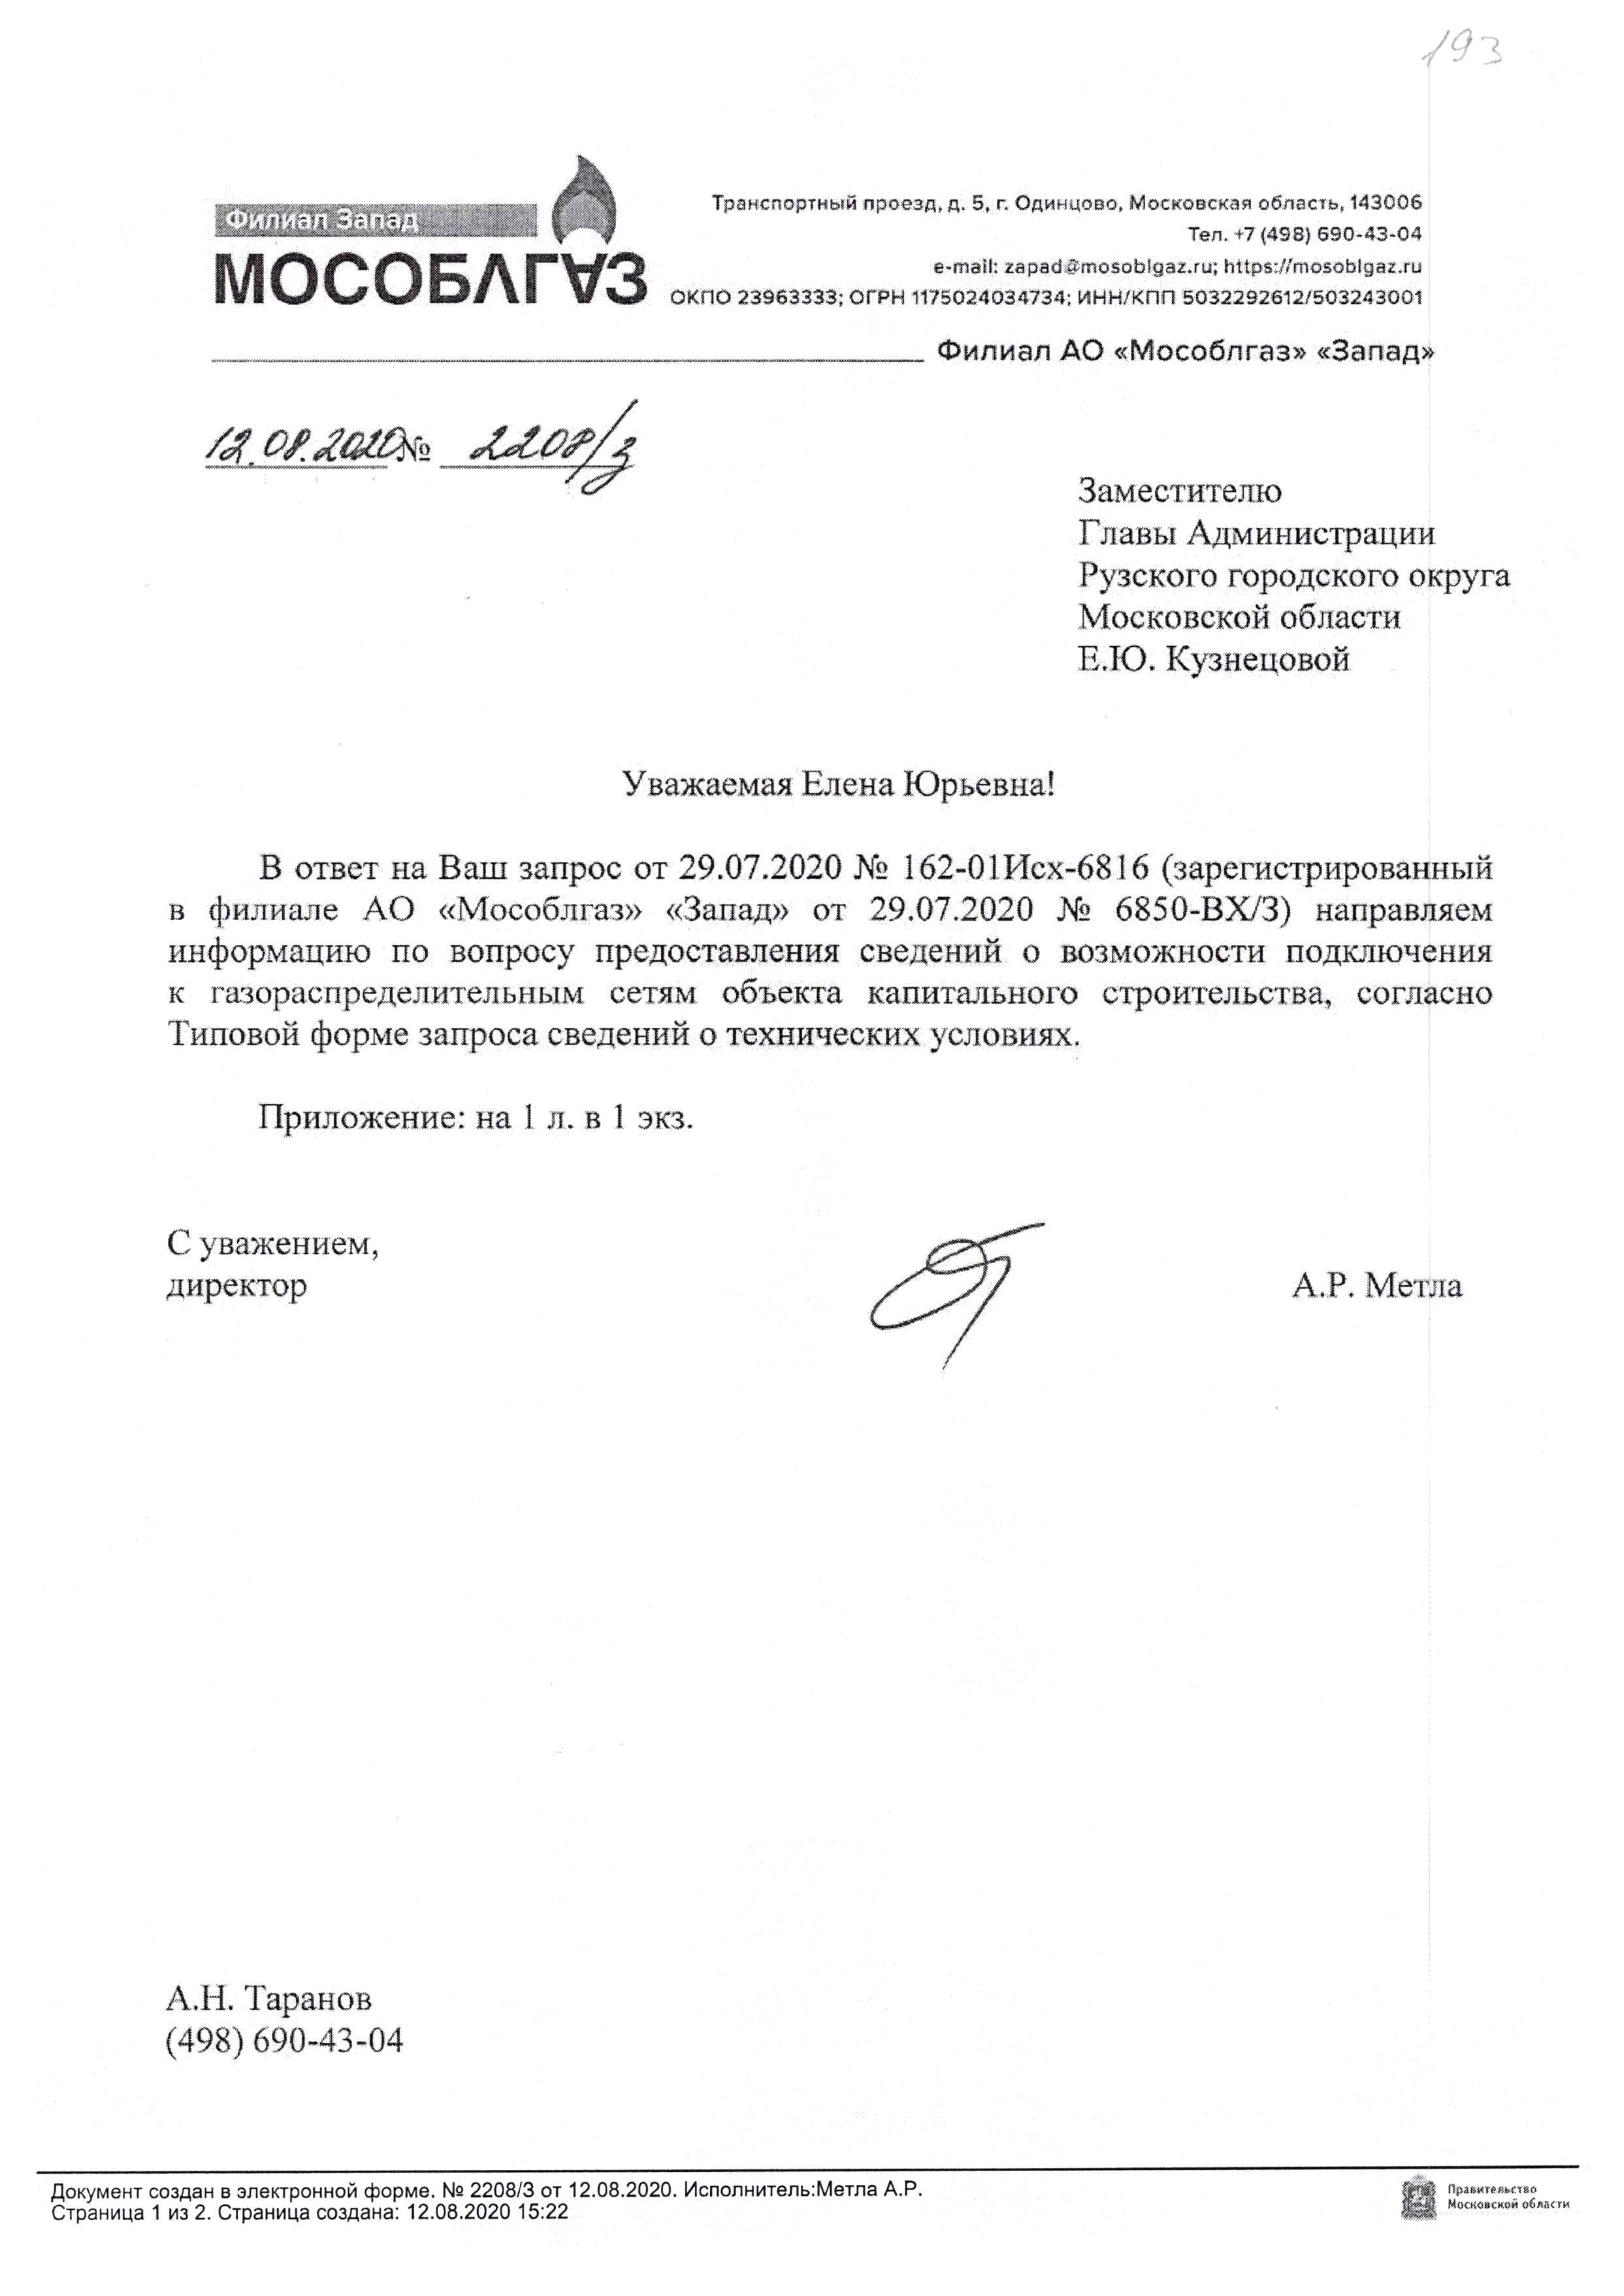 193
Филиал Запад
МОСОБЛГАЗ
Транспортный проезд, д. 5, г. Одинцово, Московская область, 143006
Тел. +7 (498) 690-43-04
e-mail: zapad@mosoblgaz.ru; https://mosoblgaz.ru
ОКПО 23963333; ОГРН 1175024034734; ИНН/КПП 5032292612/503243001
Филиал АО «Мособлгаз» «Запад»
12.08.2020 № 2208/З
Заместителю
Главы Администрации
Рузского городского округа
Московской области
Е.Ю. Кузнецовой
Уважаемая Елена Юрьевна!
В ответ на Ваш запрос от 29.07.2020 № 162-01Исх-6816 (зарегистрированный
в филиале АО «Мособлгаз» «Запад» от 29.07.2020 № 6850-ВХ/З) направляем
информацию по вопросу предоставления сведений о возможности подключения
к газораспределительным сетям объекта капитального строительства, согласно
Типовой форме запроса сведений о технических условиях.
Приложение: на 1 л. в 1 экз.
С уважением,
директор
А.Р. Метла
А.Н. Таранов
(498) 690-43-04
Документ создан в электронной форме. № 2208/З от 12.08.2020. Исполнитель:Метла А.Р.
Страница 1 из 2. Страница создана: 12.08.2020 15:22
Правительство
Московской области